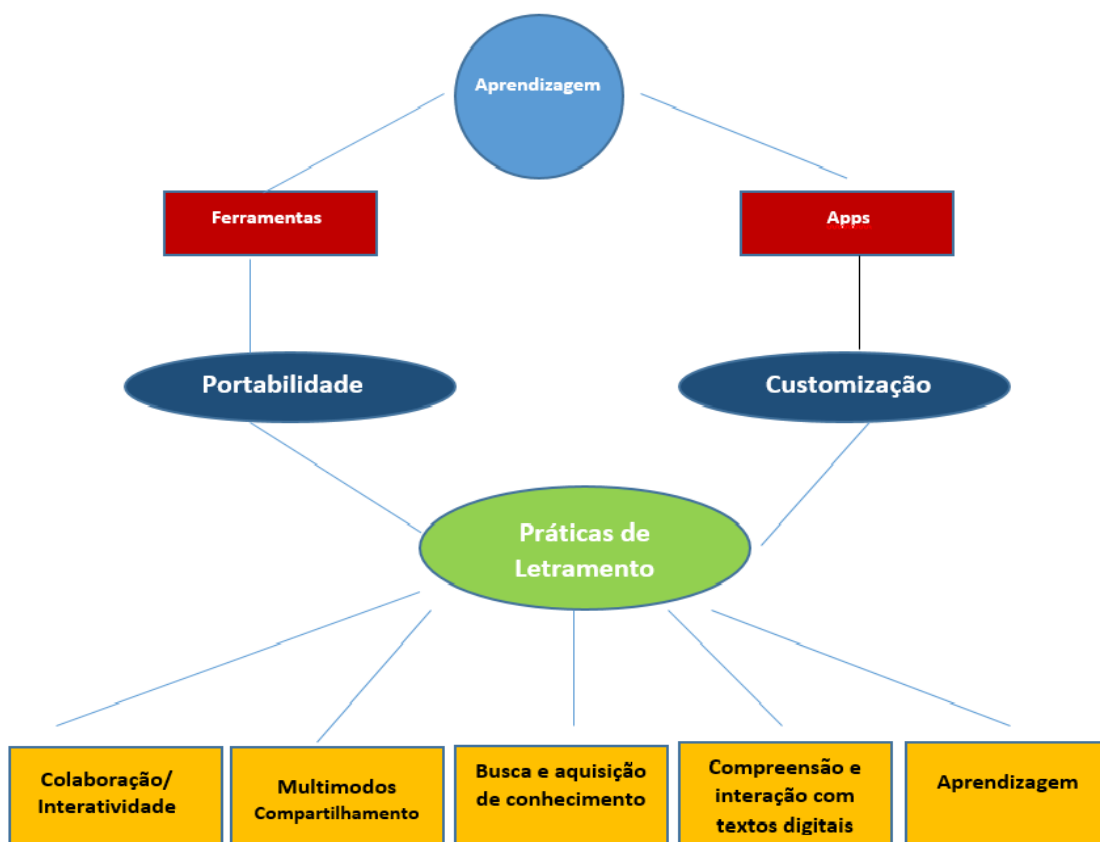 Aprendizagem
Ferramentas
Apps
Portabilidade
Customização
Práticas de
Letramento
Colaboração/
Interatividade
Multimodos
Compartilhamento
Busca e aquisição
de conhecimento
Compreensão e
interação com
textos digitais
Aprendizagem